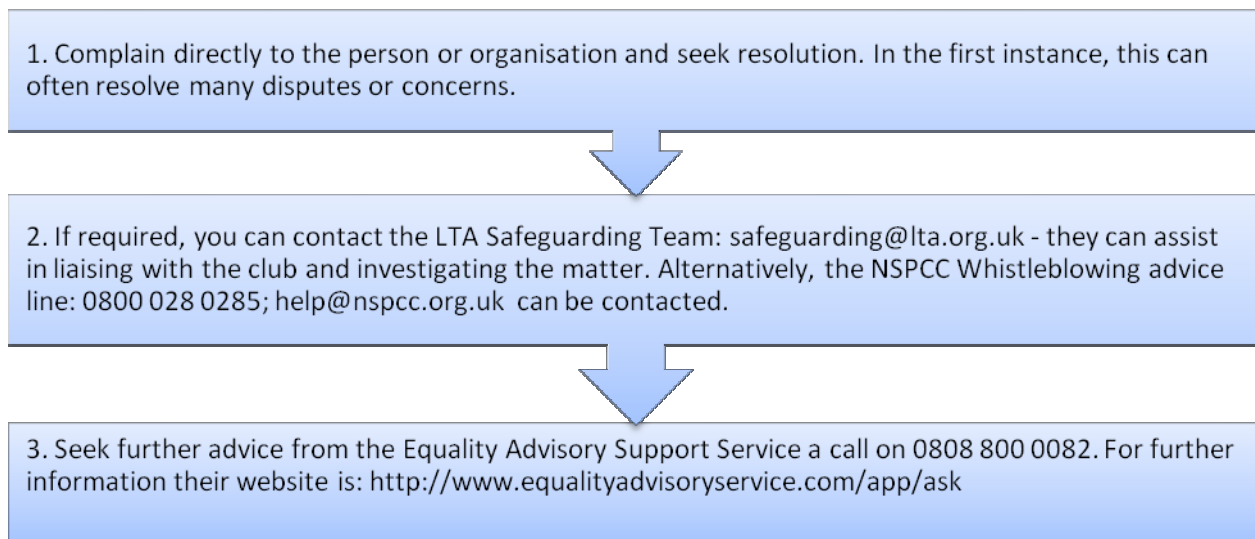 1. Complain directly to the person or organisation and seek resolution. In the first instance, this can
often resolve many disputes or concerns.
2. If required, you can contact the LTA Safeguarding Team: safeguarding@lta.org.uk - they can assist
in liaising with the club and investigating the matter. Alternatively, the NSPCC Whistleblowing advice
line: 0800 028 0285; help@nspcc.org.uk can be contacted.
3. Seek further advice from the Equality Advisory Support Service a call on 0808 800 0082. For further
information their website is: http://www.equalityadvisoryservice.com/app/ask